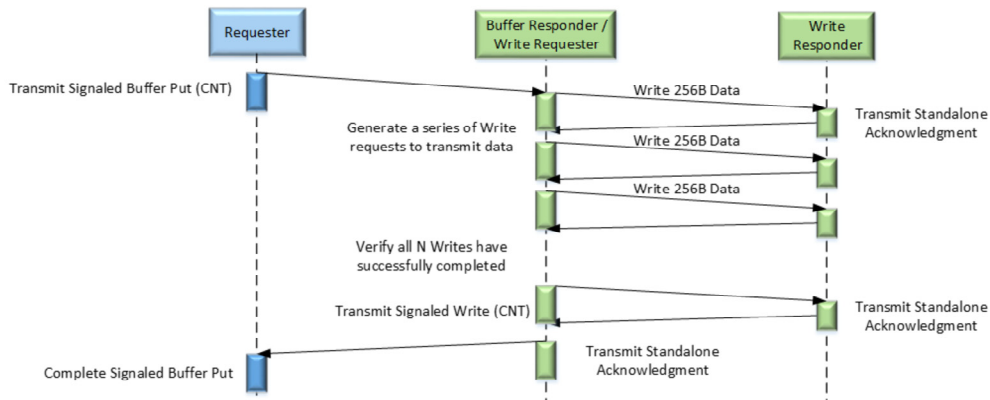 Requester
Buffer Responder /
Write Requester
Write
Responder
Transmit Signaled Buffer Put (CNT)
Write 256B Data
Transmit Standalone
Acknowledgment
Generate a series of Write
requests to transmit data
Write 256B Data
Write 256B Data
Verify all N Writes have
successfully completed
Transmit Signaled Write (CNT)
Transmit Standalone
Acknowledgment
Transmit Standalone
Acknowledgment
Complete Signaled Buffer Put